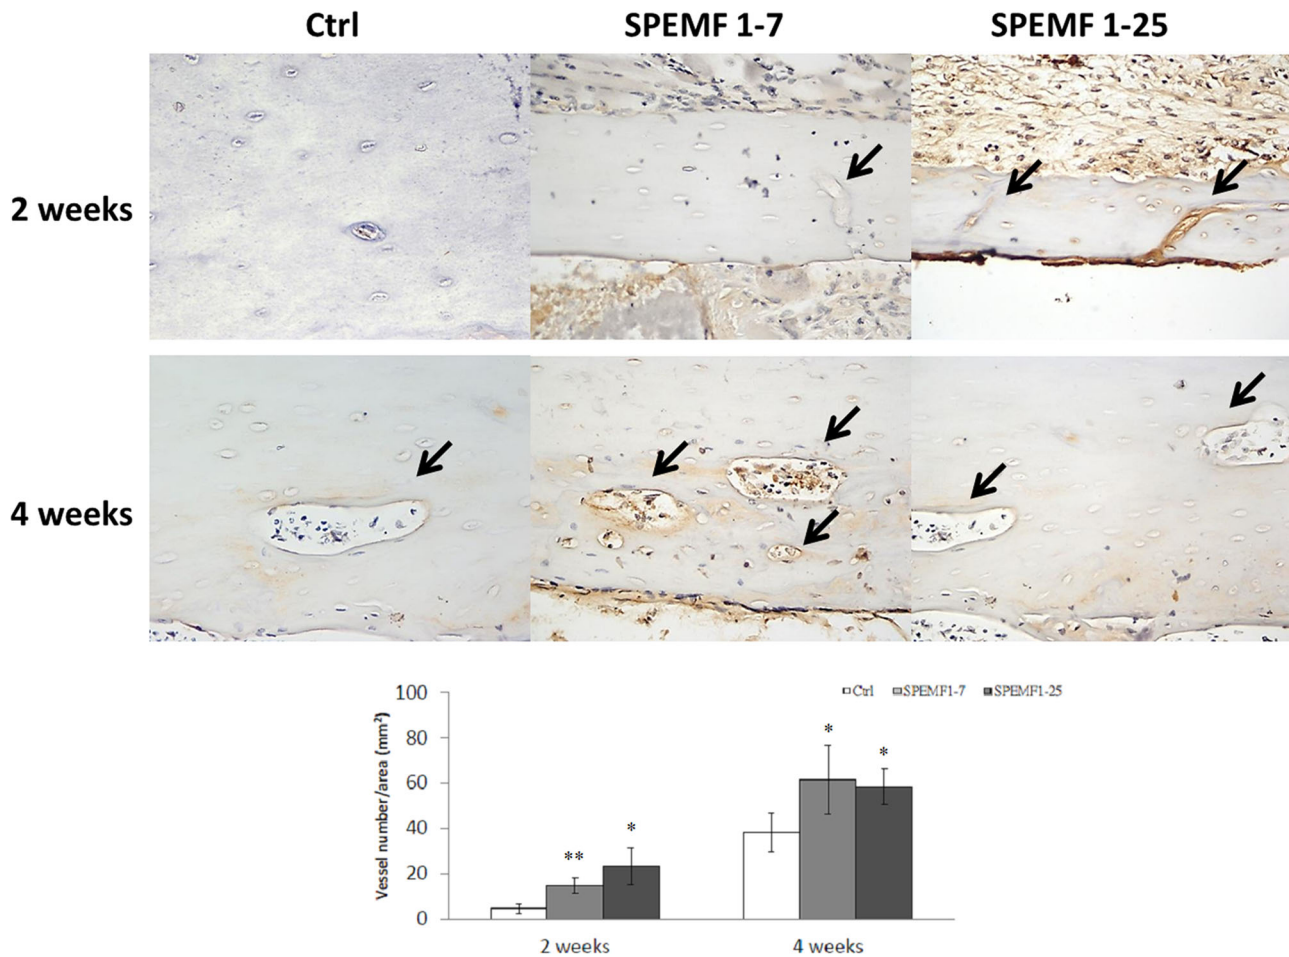 Ctrl SPEMF 1-7 SPEMF 1-25
2 weeks
4 weeks
Vessel number/area (mm²)
100
80
60
40
20
0
Ctrl SPEMF1-7 SPEMF1-25
** * * *
2 weeks 4 weeks